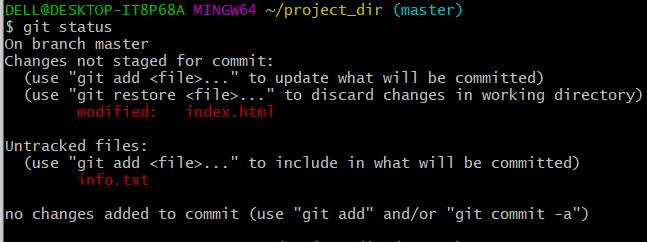 DELL@DESKTOP-IT8P68A MINGW64 ~/project_dir (master)
$ git status
On branch master
Changes not staged for commit:
  (use "git add <file>..." to update what will be committed)
  (use "git restore <file>..." to discard changes in working directory)
        modified:   index.html

Untracked files:
  (use "git add <file>..." to include in what will be committed)
        info.txt

no changes added to commit (use "git add" and/or "git commit -a")